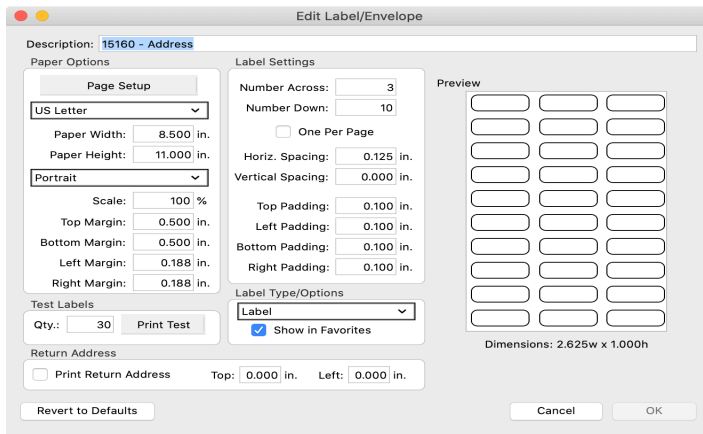 Edit Label/Envelope
Description: 15160 - Address
Paper Options
Page Setup
US Letter
Paper Width: 8.500 in.
Paper Height: 11.000 in.
Portrait
Scale: 100 %
Top Margin: 0.500 in.
Bottom Margin: 0.500 in.
Left Margin: 0.188 in.
Right Margin: 0.188 in.
Test Labels
Qty.: 30 Print Test
Label Settings
Number Across: 3
Number Down: 10
One Per Page
Horiz. Spacing: 0.125 in.
Vertical Spacing: 0.000 in.
Top Padding: 0.100 in.
Left Padding: 0.100 in.
Bottom Padding: 0.100 in.
Right Padding: 0.100 in.
Label Type/Options
Label
Show in Favorites
Return Address
Print Return Address Top: 0.000 in. Left: 0.000 in.
Preview
Dimensions: 2.625w x 1.000h
Revert to Defaults
Cancel
OK